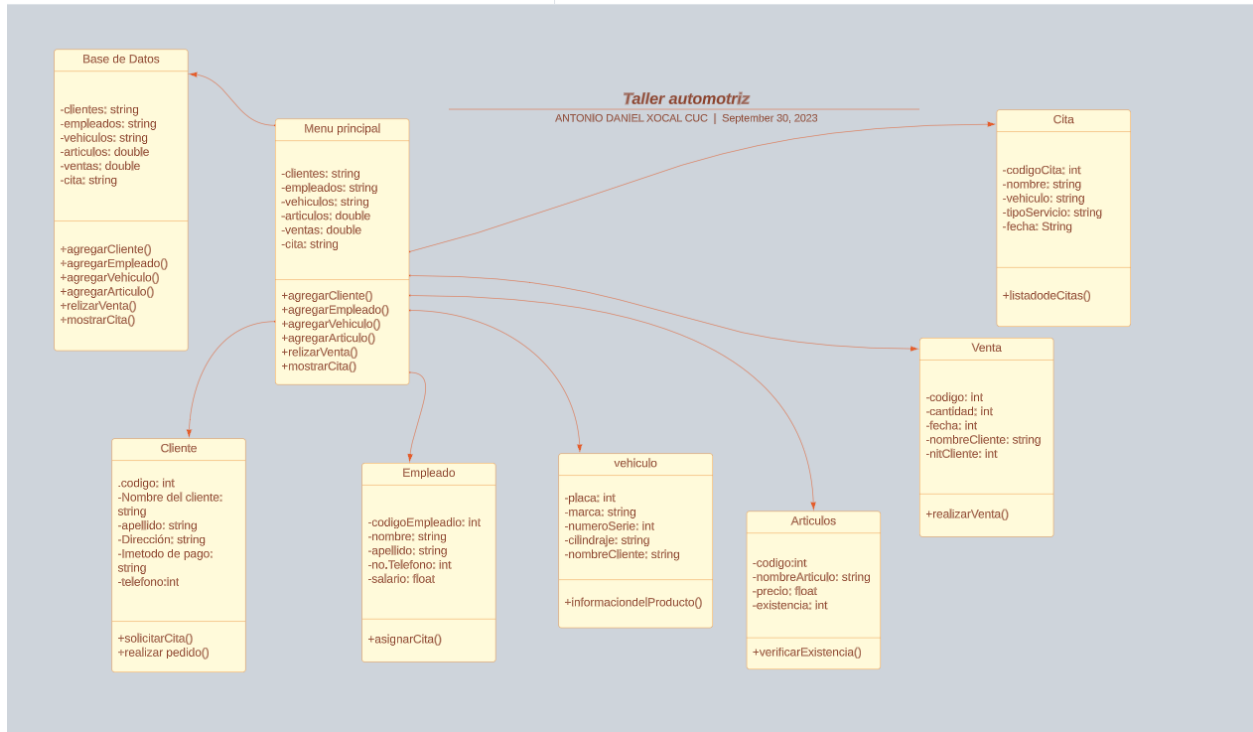 Taller automotriz
ANTONIO DANIEL XOCAL CUC | September 30, 2023
Base de Datos
-clientes: string
-empleados: string
-vehiculos: string
-articulos: double
-ventas: double
-cita: string
+agregarCliente()
+agregarEmpleado()
+agregarVehiculo()
+agregarArticulo()
+relizarVenta()
+mostrarCita()
Menu principal
-clientes: string
-empleados: string
-vehiculos: string
-articulos: double
-ventas: double
-cita: string
+agregarCliente()
+agregarEmpleado()
+agregarVehiculo()
+agregarArticulo()
+relizarVenta()
+mostrarCita()
Cita
-codigoCita: int
-nombre: string
-vehiculo: string
-tipoServicio: string
-fecha: String
+listadodeCitas()
Venta
-codigo: int
-cantidad: int
-fecha: int
-nombreCliente: string
-nitCliente: int
+realizarVenta()
Cliente
.codigo: int
-Nombre del cliente:
string
-apellido: string
-Dirección: string
-lmetodo de pago:
string
-telefono:int
+solicitarCita()
+realizar pedido()
Empleado
-codigoEmpleadio: int
-nombre: string
-apellido: string
-no.Telefono: int
-salario: float
+asignarCita()
vehiculo
-placa: int
-marca: string
-numeroSerie: int
-cilindraje: string
-nombreCliente: string
+informaciondelProducto()
Articulos
-codigo:int
-nombreArticulo: string
-precio: float
-existencia: int
+verificarExistencia()